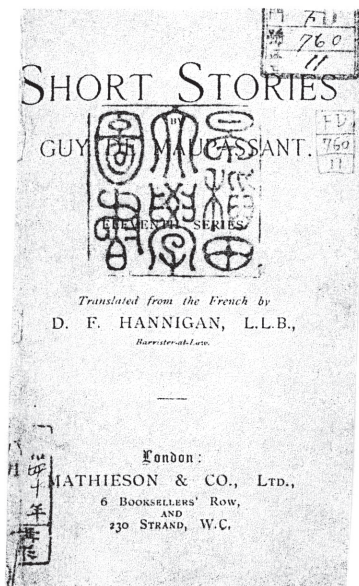 760
11
SHORT STORIES
BY
GUY DE MAUPASSANT.
FD
760
11
ELEVENTH SERIES
Translated from the French by
D. F. HANNIGAN, L.L.B.,
Barrister-at-Law.
London:
MATHIESON & CO., LTD.,
6 BOOKSELLERS' ROW,
AND
230 STRAND, W.C.